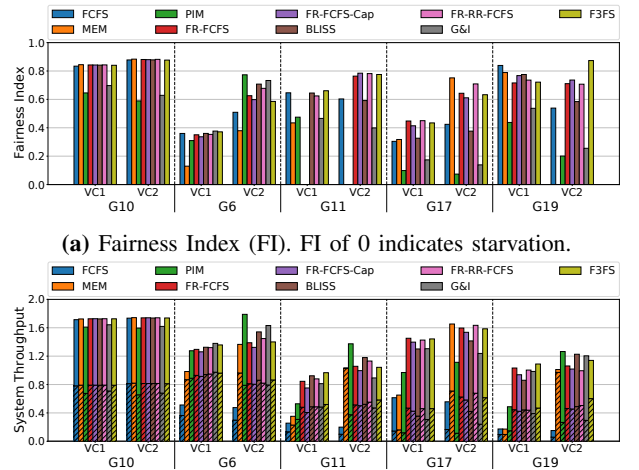 FCFS PIM FR-FCFS-Cap FR-RR-FCFS F3FS
MEM FR-FCFS BLISS G&I
Fairness Index
1.0
0.8
0.6
0.4
0.2
0.0
VC1 VC2 VC1 VC2 VC1 VC2 VC1 VC2 VC1 VC2
G10 G6 G11 G17 G19
(a) Fairness Index (FI). FI of 0 indicates starvation.
FCFS PIM FR-FCFS-Cap FR-RR-FCFS F3FS
MEM FR-FCFS BLISS G&I
System Throughput
2.0
1.6
1.2
0.8
0.4
0.0
VC1 VC2 VC1 VC2 VC1 VC2 VC1 VC2 VC1 VC2
G10 G6 G11 G17 G19